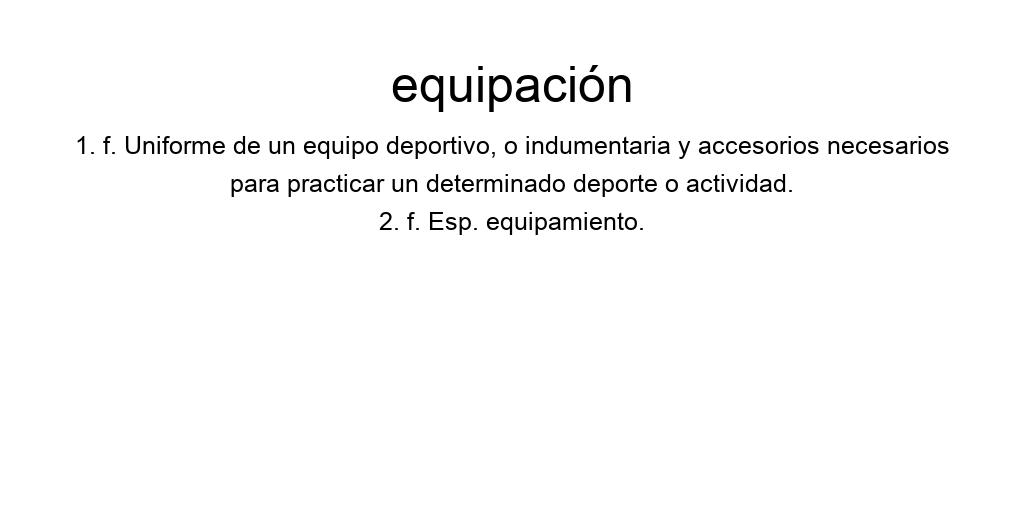 equipación
1. f. Uniforme de un equipo deportivo, o indumentaria y accesorios necesarios
para practicar un determinado deporte o actividad.
2. f. Esp. equipamiento.